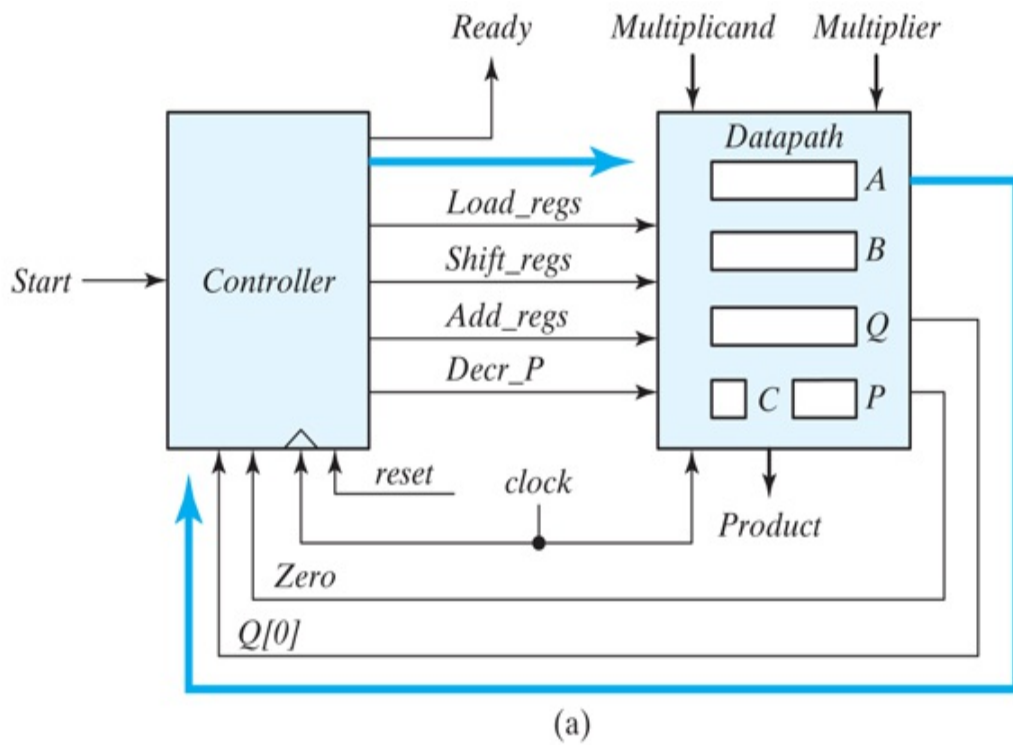 Ready
Multiplicand
Multiplier
Datapath
A
Load_regs
B
Start
Controller
Shift_regs
Add_regs
Q
Decr_P
C
P
reset
clock
Product
Zero
Q[0]
(a)